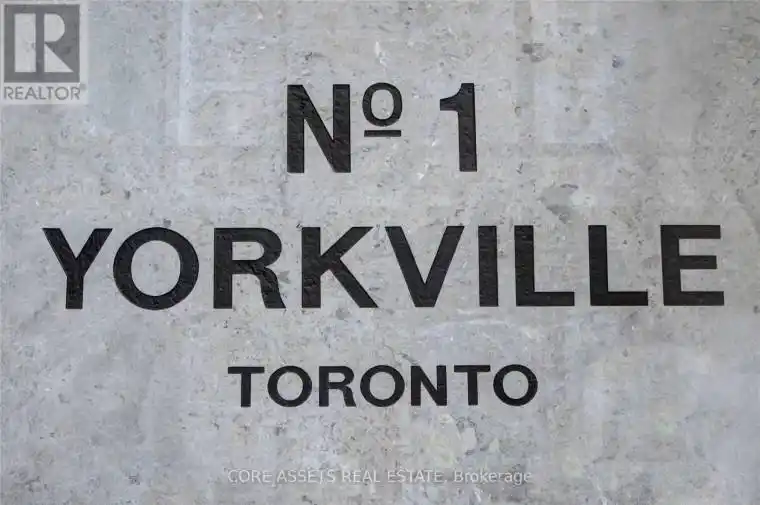 R
REALTOR®
Nº 1
YORKVILLE
TORONTO
CORE ASSETS REAL ESTATE, Brokerage